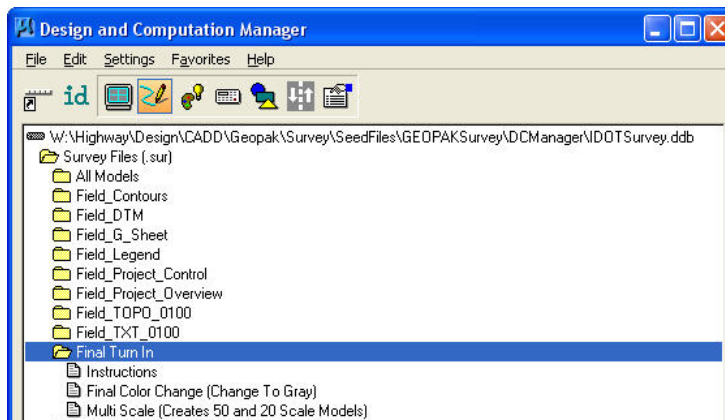 Design and Computation Manager
File Edit Settings Favorites Help
id
W:\Highway\Design\CADD\Geopak\Survey\SeedFiles\GEOPAKSurvey\DCManager\IDOTSurvey.ddb
Survey Files (.sur)
All Models
Field_Contours
Field_DTM
Field_G_Sheet
Field_Legend
Field_Project_Control
Field_Project_Overview
Field_TOPO_0100
Field_TXT_0100
Final Turn In
Instructions
Final Color Change (Change To Gray)
Multi Scale (Creates 50 and 20 Scale Models)